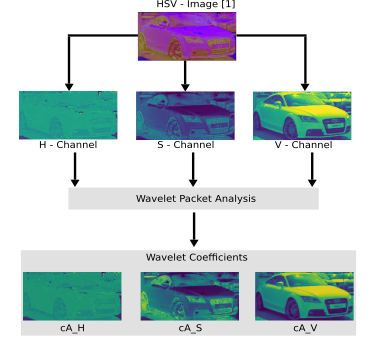 HSV - Image [1]
H - Channel
S - Channel
V - Channel
Wavelet Packet Analysis
Wavelet Coefficients
cA_H
cA_S
cA_V